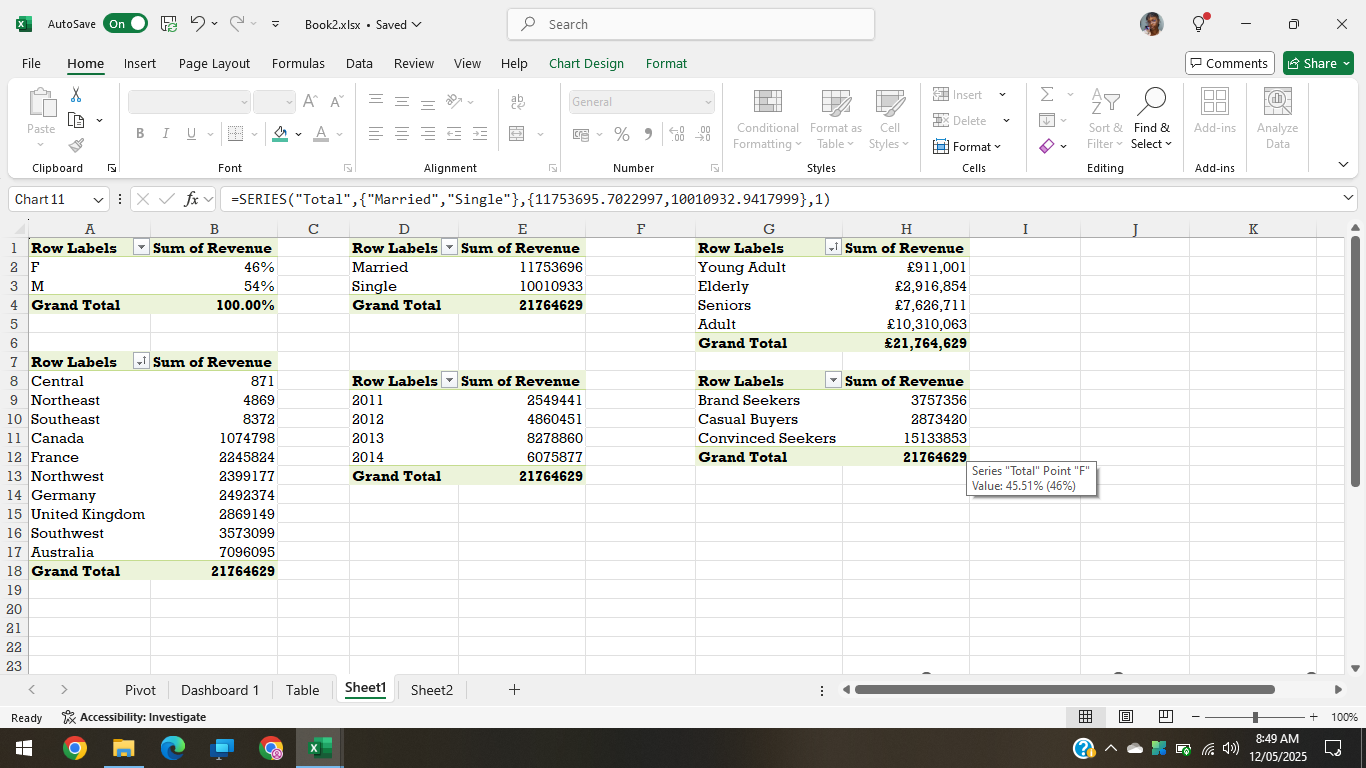 AutoSave On Book2.xlsx • Saved Search
File Home Insert Page Layout Formulas Data Review View Help Chart Design Format Comments Share
Paste
Clipboard
B I U A
Font
ab
Alignment
General
% 9
Number
Conditional Formatting
Format as Table
Cell Styles
Styles
Insert
Delete
Format
Cells
Sort & Filter
Find & Select
Editing
Add-ins
Add-ins
Analyze Data
Chart 11 fx =SERIES("Total",{"Married","Single"},{11753695.7022997,10010932.9417999},1)
A B C D E F G H I J K
1 Row Labels Sum of Revenue Row Labels Sum of Revenue Row Labels Sum of Revenue
2 F 46% Married 11753696 Young Adult £911,001
3 M 54% Single 10010933 Elderly £2,916,854
4 Grand Total 100.00% Grand Total 21764629 Seniors £7,626,711
5 Adult £10,310,063
6 Grand Total £21,764,629
7 Row Labels Sum of Revenue
8 Central 871 Row Labels Sum of Revenue Row Labels Sum of Revenue
9 Northeast 4869 2011 2549441 Brand Seekers 3757356
10 Southeast 8372 2012 4860451 Casual Buyers 2873420
11 Canada 1074798 2013 8278860 Convinced Seekers 15133853
12 France 2245824 2014 6075877 Grand Total 21764629
13 Northwest 2399177 Grand Total 21764629 Series "Total" Point "F"
14 Germany 2492374 Value: 45.51% (46%)
15 United Kingdom 2869149
16 Southwest 3573099
17 Australia 7096095
18 Grand Total 21764629
19
20
21
22
23
Pivot Dashboard 1 Table Sheet1 Sheet2
Ready Accessibility: Investigate 100%
8:49 AM
12/05/2025